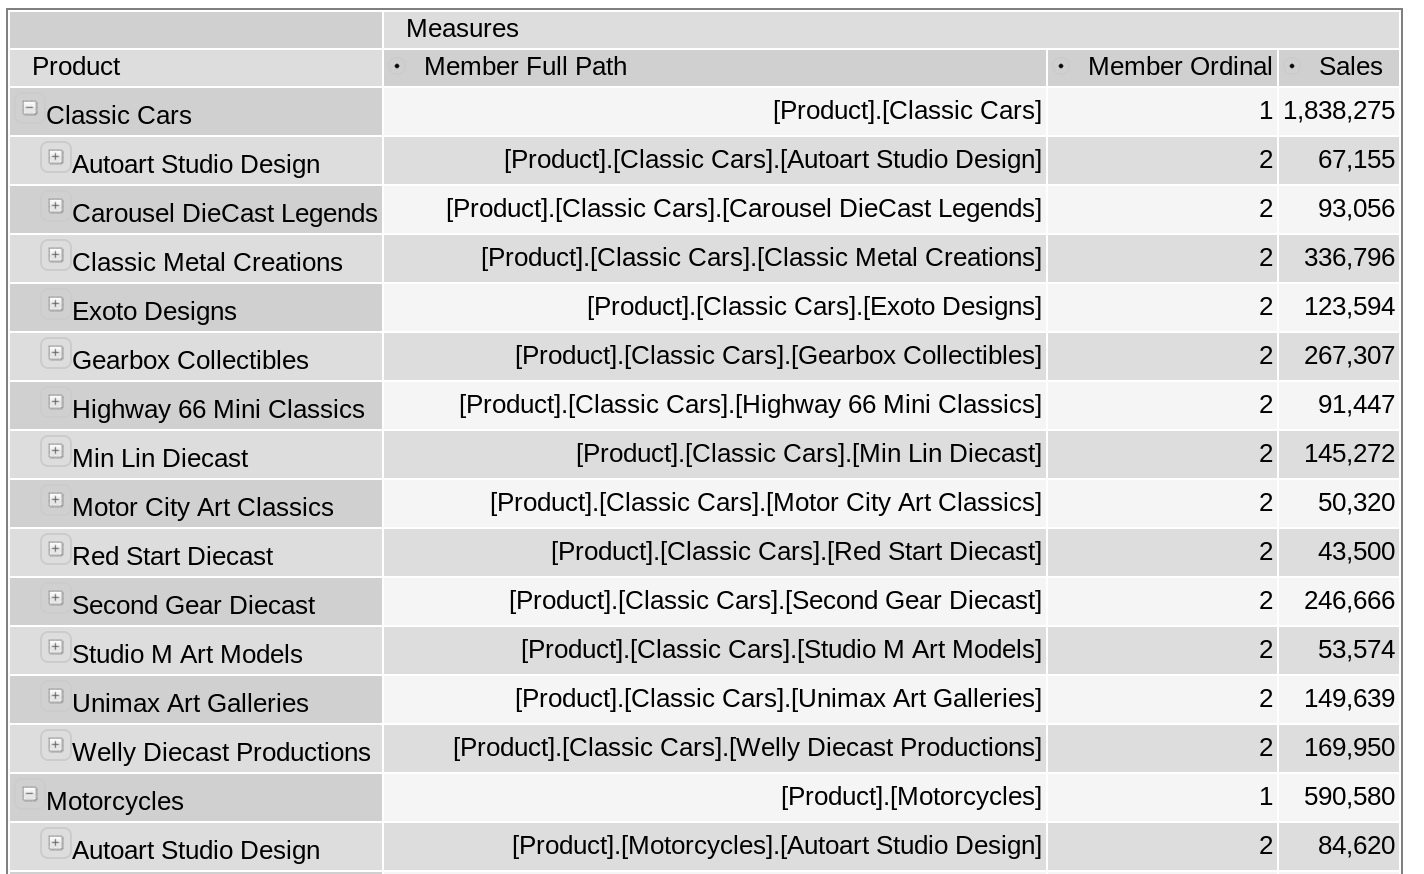 Measures
Product • Member Full Path • Member Ordinal • Sales
Classic Cars [Product].[Classic Cars] 1 1,838,275
Autoart Studio Design [Product].[Classic Cars].[Autoart Studio Design] 2 67,155
Carousel DieCast Legends [Product].[Classic Cars].[Carousel DieCast Legends] 2 93,056
Classic Metal Creations [Product].[Classic Cars].[Classic Metal Creations] 2 336,796
Exoto Designs [Product].[Classic Cars].[Exoto Designs] 2 123,594
Gearbox Collectibles [Product].[Classic Cars].[Gearbox Collectibles] 2 267,307
Highway 66 Mini Classics [Product].[Classic Cars].[Highway 66 Mini Classics] 2 91,447
Min Lin Diecast [Product].[Classic Cars].[Min Lin Diecast] 2 145,272
Motor City Art Classics [Product].[Classic Cars].[Motor City Art Classics] 2 50,320
Red Start Diecast [Product].[Classic Cars].[Red Start Diecast] 2 43,500
Second Gear Diecast [Product].[Classic Cars].[Second Gear Diecast] 2 246,666
Studio M Art Models [Product].[Classic Cars].[Studio M Art Models] 2 53,574
Unimax Art Galleries [Product].[Classic Cars].[Unimax Art Galleries] 2 149,639
Welly Diecast Productions [Product].[Classic Cars].[Welly Diecast Productions] 2 169,950
Motorcycles [Product].[Motorcycles] 1 590,580
Autoart Studio Design [Product].[Motorcycles].[Autoart Studio Design] 2 84,620